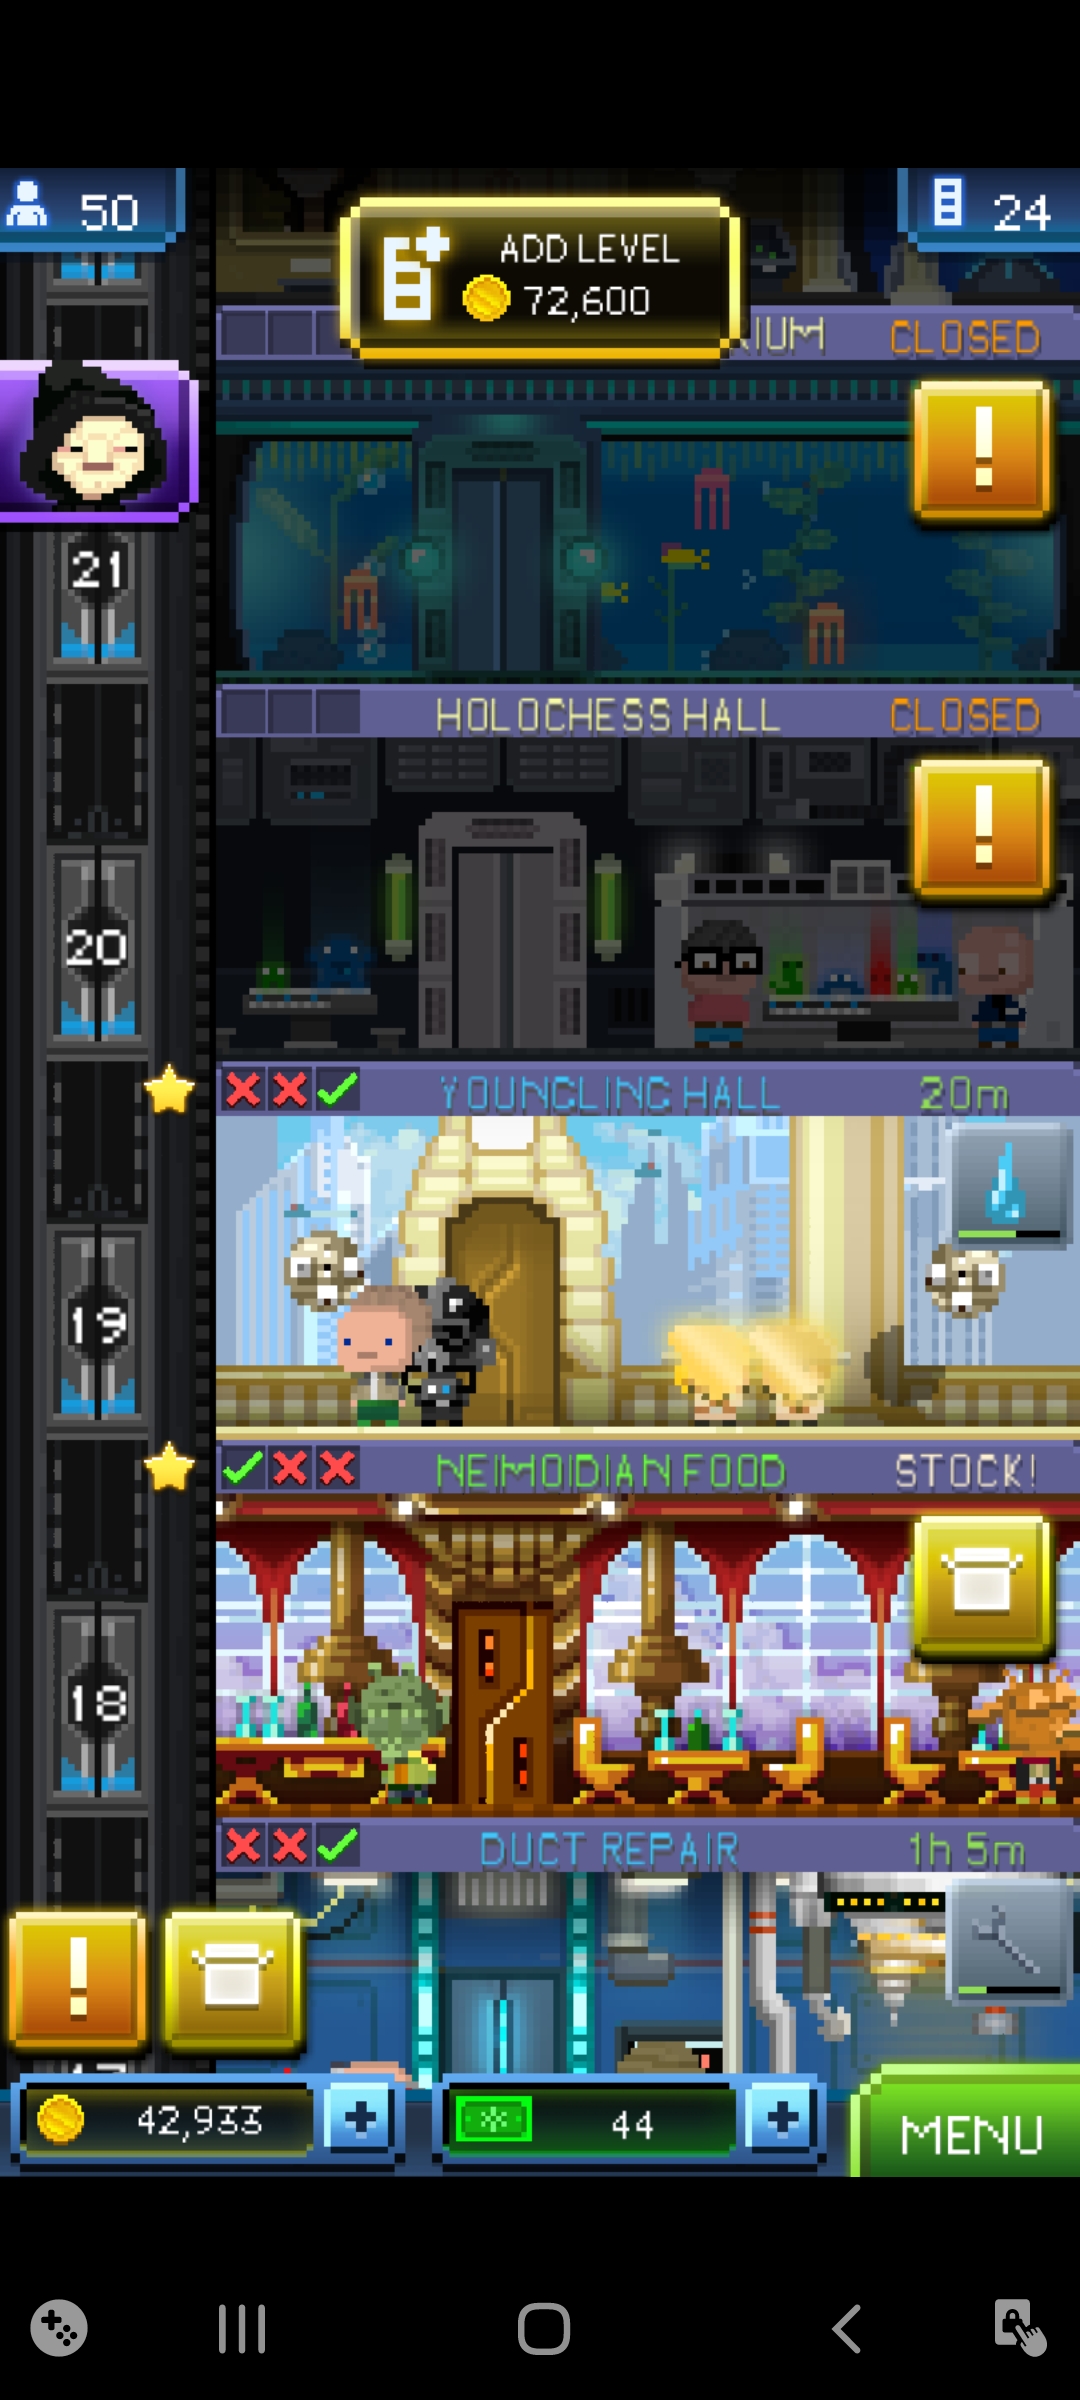 50
ADD LEVEL
72,600
24
RIUM CLOSED
21
HOLOCHESS HALL CLOSED
20
YOUNGLING HALL 20m
19
NEIMOIDIAN FOOD STOCK!
18
DUCT REPAIR 1h 5m
42,933
44
MENU